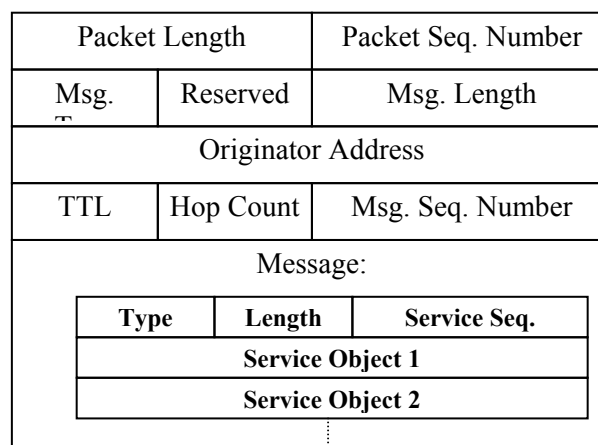 Packet Length Packet Seq. Number
Msg. Reserved Msg. Length
Originator Address
TTL Hop Count Msg. Seq. Number
Message:
Type Length Service Seq.
Service Object 1
Service Object 2